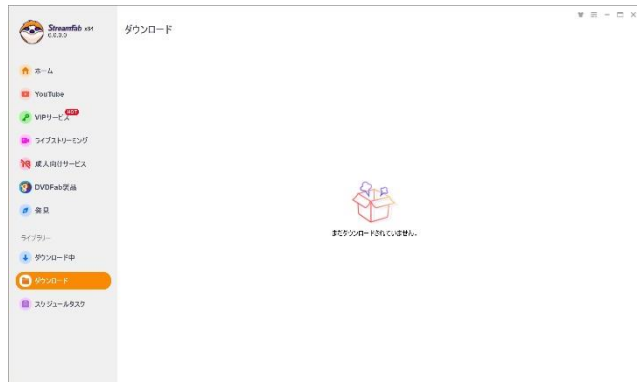 StreamFab x64
ダウンロード
ホーム
YouTube
VIPサービス
HOT
ライブストリーミング
成人向けサービス
DVDFab製品
発見
まだダウンロードされていません。
ライブラリー
ダウンロード中
ダウンロード
スケジュールタスク